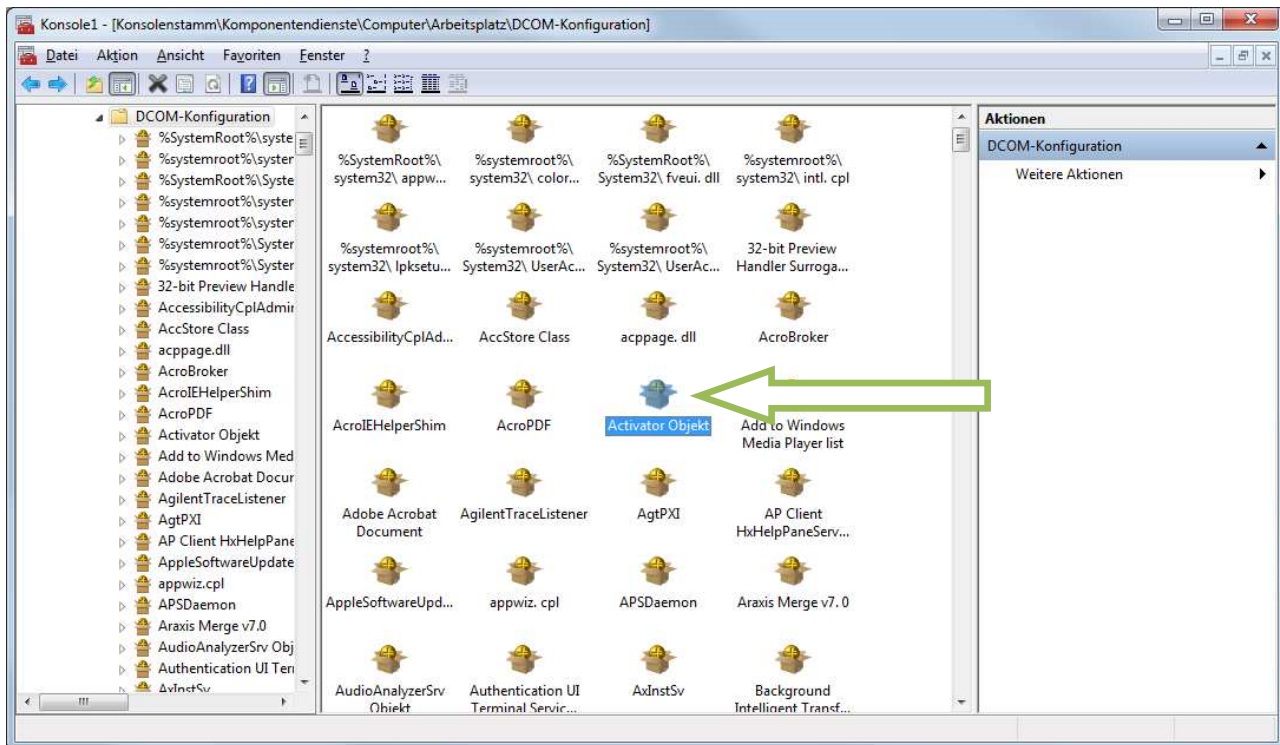 Konsole1 - [Konsolenstamm\Komponentendienste\Computer\Arbeitsplatz\DCOM-Konfiguration]
Datei Aktion Ansicht Favoriten Fenster ?
DCOM-Konfiguration
%SystemRoot%\syste
%systemroot%\syster
%SystemRoot%\Syste
%systemroot%\syster
%systemroot%\syster
%systemroot%\Syster
%systemroot%\Syster
32-bit Preview Handle
AccessibilityCplAdmir
AccStore Class
acppage.dll
AcroBroker
AcroIEHelperShim
AcroPDF
Activator Objekt
Add to Windows Med
Adobe Acrobat Docur
AgilentTraceListener
AgtPXI
AP Client HxHelpPane
AppleSoftwareUpdate
appwiz.cpl
APSDaemon
Araxis Merge v7.0
AudioAnalyzerSrv Obj
Authentication UI Ter
AxInstSv
%SystemRoot%\ %systemroot%\ %SystemRoot%\ %systemroot%\
system32\ appw... system32\ color... System32\ fveui. dll system32\ intl. cpl
%systemroot%\ %systemroot%\ %systemroot%\ 32-bit Preview
system32\ lpksetu... System32\ UserAc... System32\ UserAc... Handler Surroga...
AccessibilityCplAd... AccStore Class acppage. dll AcroBroker
AcroIEHelperShim AcroPDF Activator Objekt Add to Windows
Media Player list
Adobe Acrobat AgilentTraceListener AgtPXI AP Client
Document HxHelpPaneServ...
AppleSoftwareUpd... appwiz. cpl APSDaemon Araxis Merge v7. 0
AudioAnalyzerSrv Authentication UI AxInstSv Background
Objekt Terminal Servic... Intelligent Transf...
Aktionen
DCOM-Konfiguration
Weitere Aktionen